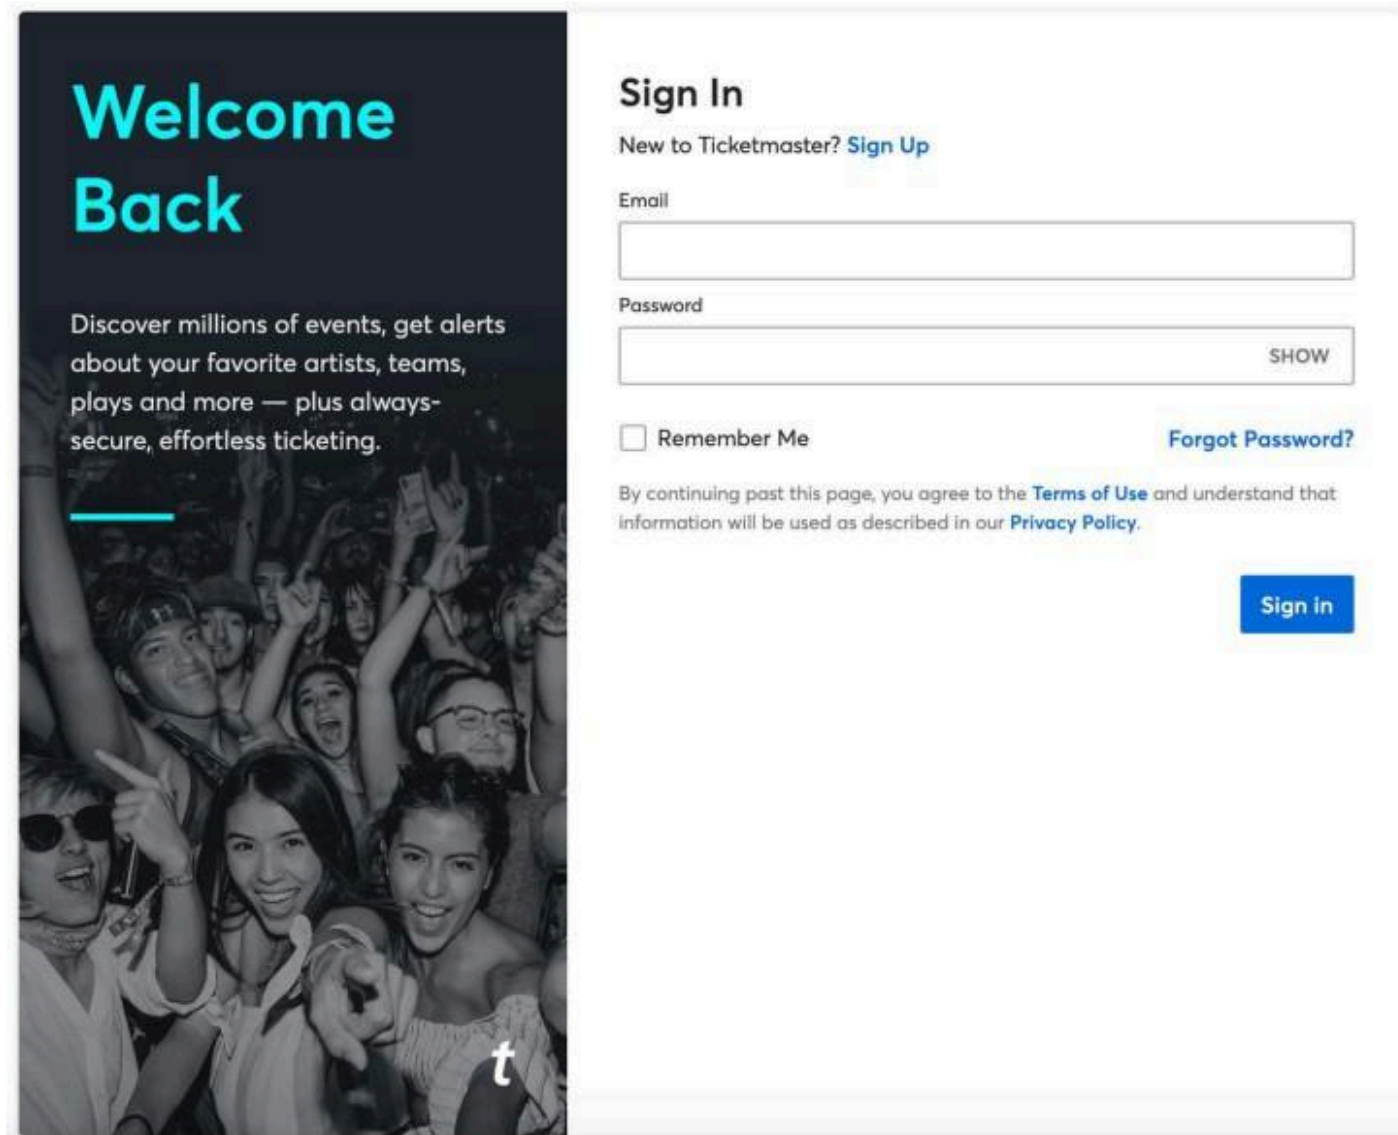 Welcome
Back
Discover millions of events, get alerts
about your favorite artists, teams,
plays and more — plus always-
secure, effortless ticketing.
t
Sign In
New to Ticketmaster? Sign Up
Email
Password
SHOW
Remember Me
Forgot Password?
By continuing past this page, you agree to the Terms of Use and understand that
information will be used as described in our Privacy Policy.
Sign in